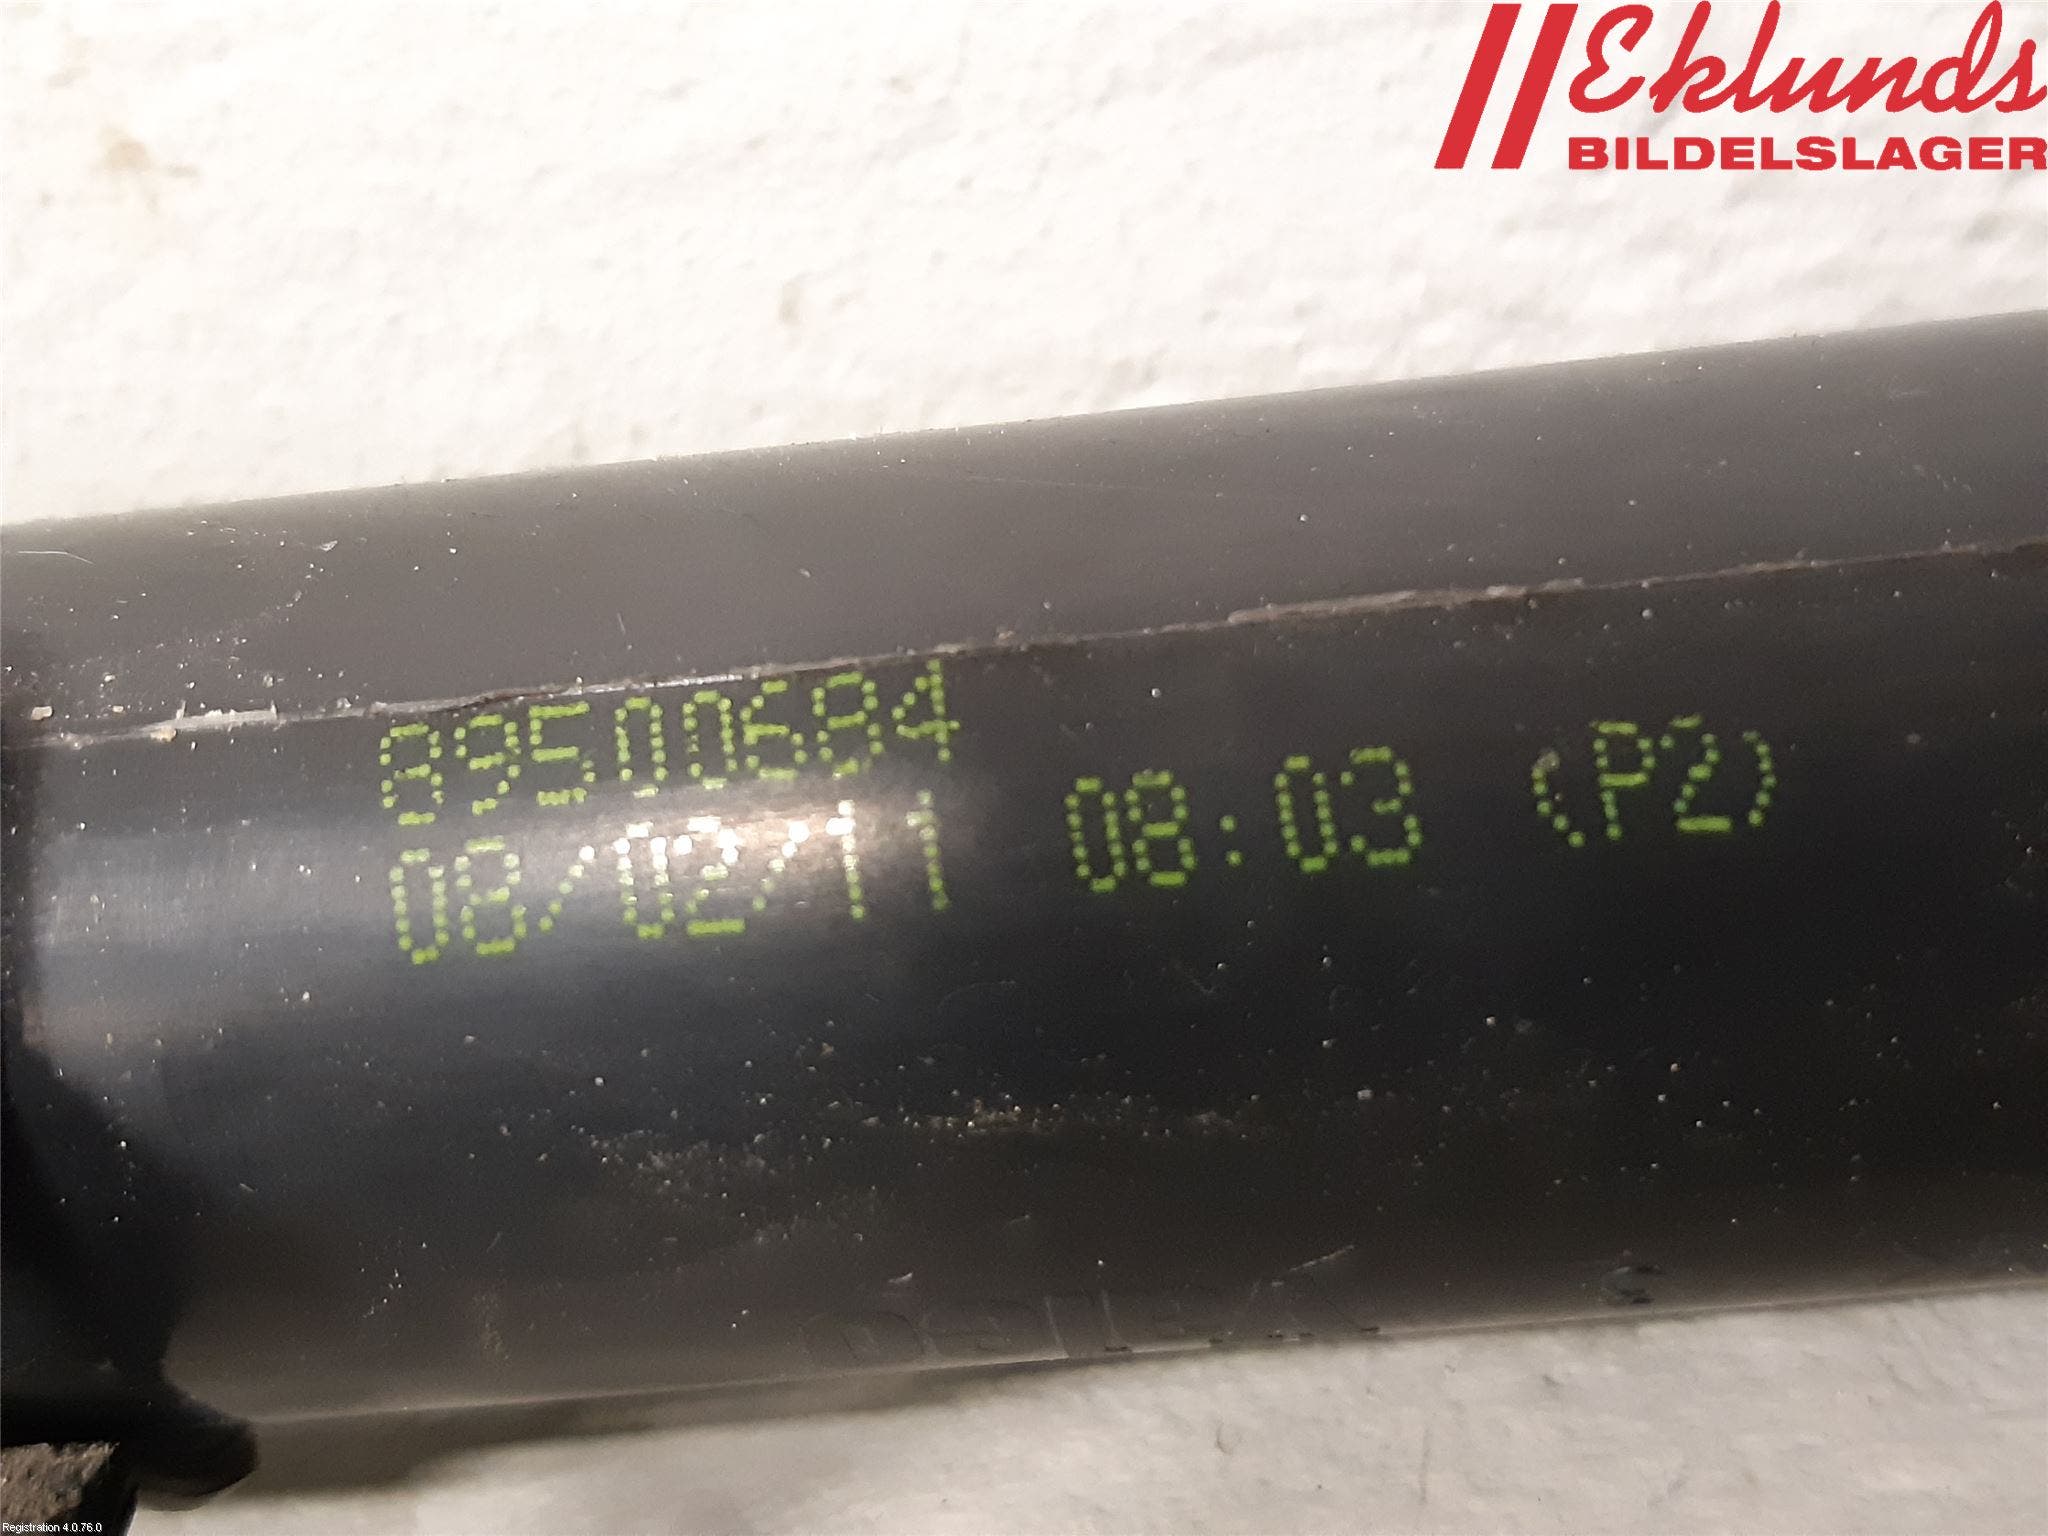 Eklunds
BILDELSLAGER
89500684
08/02/11 08:03 (P2)
Registration 4.0.76.0